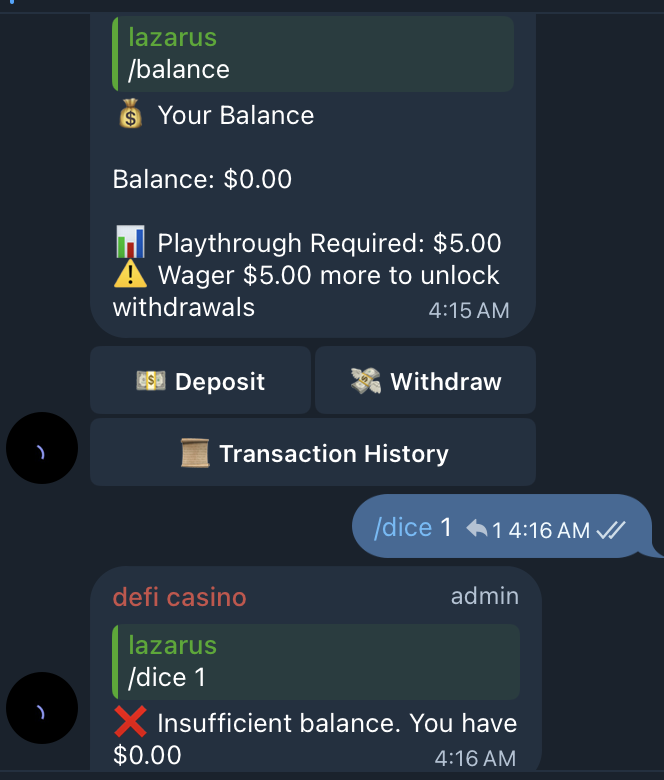 lazarus
/balance
💰 Your Balance
Balance: $0.00
📊 Playthrough Required: $5.00
⚠️ Wager $5.00 more to unlock
withdrawals 4:15 AM
💵 Deposit
💸 Withdraw
📜 Transaction History
/dice 1 1 4:16 AM
defi casino admin
lazarus
/dice 1
❌ Insufficient balance. You have
$0.00 4:16 AM